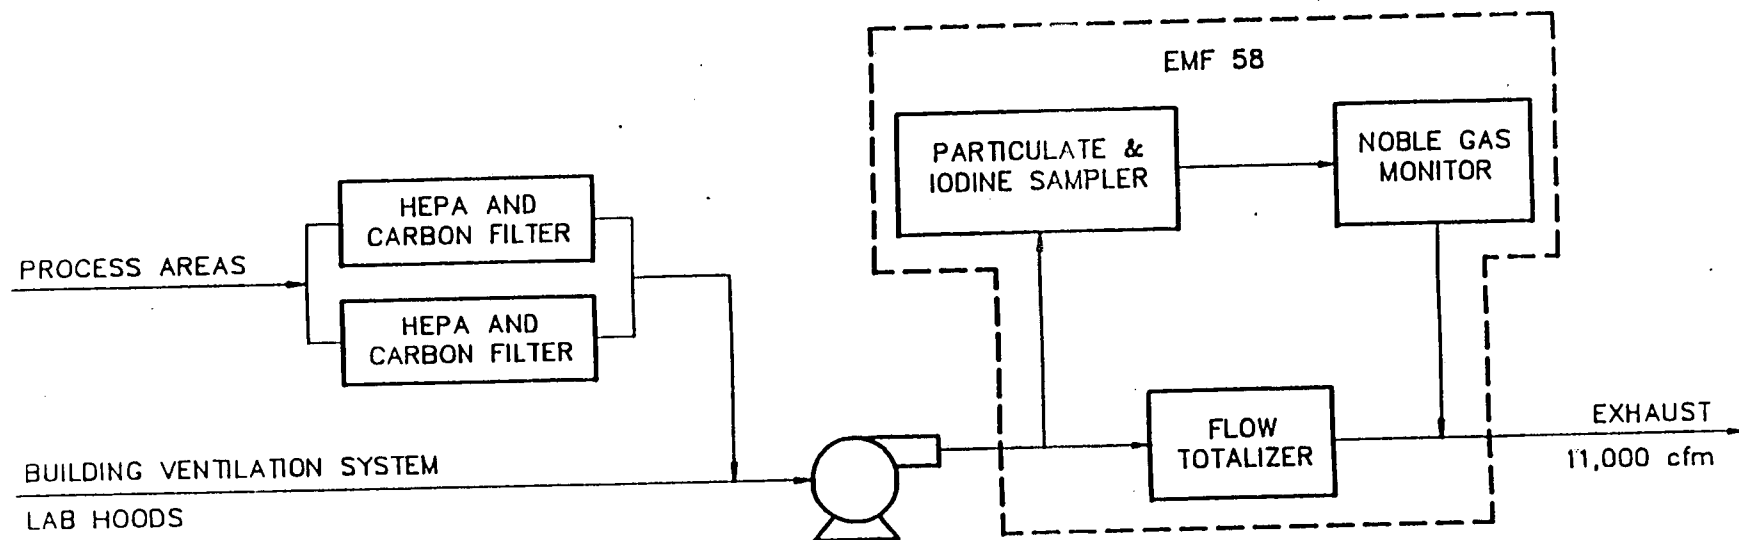 EMF 58
PARTICULATE &
IODINE SAMPLER
NOBLE GAS
MONITOR
HEPA AND
CARBON FILTER
PROCESS AREAS
HEPA AND
CARBON FILTER
BUILDING VENTILATION SYSTEM
LAB HOODS
FLOW
TOTALIZER
EXHAUST
11,000 cfm